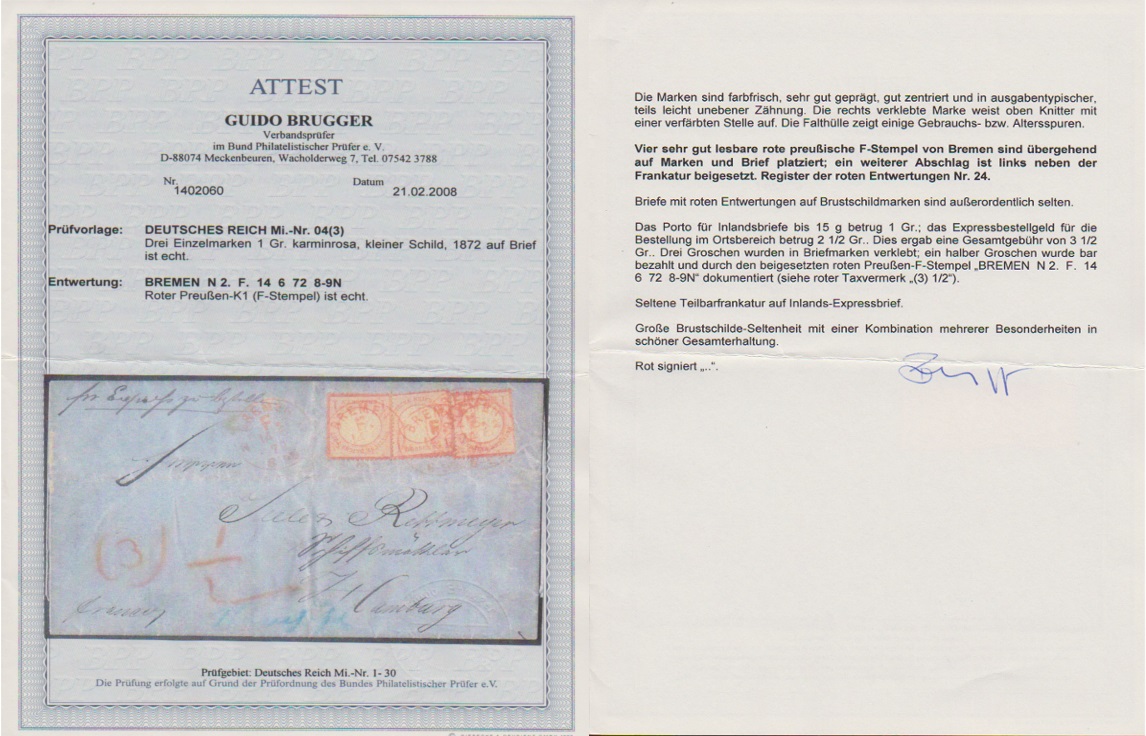 ATTEST
GUIDO BRUGGER
Verbandsprüfer
im Bund Philatelistischer Prüfer e. V.
D-88074 Meckenbeuren, Wacholderweg 7, Tel. 07542 3788
Nr. 1402060 Datum 21.02.2008
Prüfvorlage: DEUTSCHES REICH Mi.-Nr. 04(3)
Drei Einzelmarken 1 Gr. karminrosa, kleiner Schild, 1872 auf Brief
ist echt.
Entwertung: BREMEN N 2. F. 14 6 72 8-9N
Roter Preußen-K1 (F-Stempel) ist echt.
BREMEN
(3) 1/2
Rettmeyer
Schiffsmäkler
Hamburg
Prüfgebiet: Deutsches Reich Mi.-Nr. 1- 30
Die Prüfung erfolgte auf Grund der Prüfordnung des Bundes Philatelistischer Prüfer e.V.
Die Marken sind farbfrisch, sehr gut geprägt, gut zentriert und in ausgabentypischer,
teils leicht unebener Zähnung. Die rechts verklebte Marke weist oben Knitter mit
einer verfärbten Stelle auf. Die Falthülle zeigt einige Gebrauchs- bzw. Altersspuren.
Vier sehr gut lesbare rote preußische F-Stempel von Bremen sind übergehend
auf Marken und Brief platziert; ein weiterer Abschlag ist links neben der
Frankatur beigesetzt. Register der roten Entwertungen Nr. 24.
Briefe mit roten Entwertungen auf Brustschildmarken sind außerordentlich selten.
Das Porto für Inlandsbriefe bis 15 g betrug 1 Gr.; das Expressbestellgeld für die
Bestellung im Ortsbereich betrug 2 1/2 Gr.. Dies ergab eine Gesamtgebühr von 3 1/2
Gr.. Drei Groschen wurden in Briefmarken verklebt; ein halber Groschen wurde bar
bezahlt und durch den beigesetzten roten Preußen-F-Stempel „BREMEN N 2. F. 14
6 72 8-9N“ dokumentiert (siehe roter Taxvermerk „(3) 1/2“).
Seltene Teilbarfrankatur auf Inlands-Expressbrief.
Große Brustschilde-Seltenheit mit einer Kombination mehrerer Besonderheiten in
schöner Gesamterhaltung.
Rot signiert „..“.